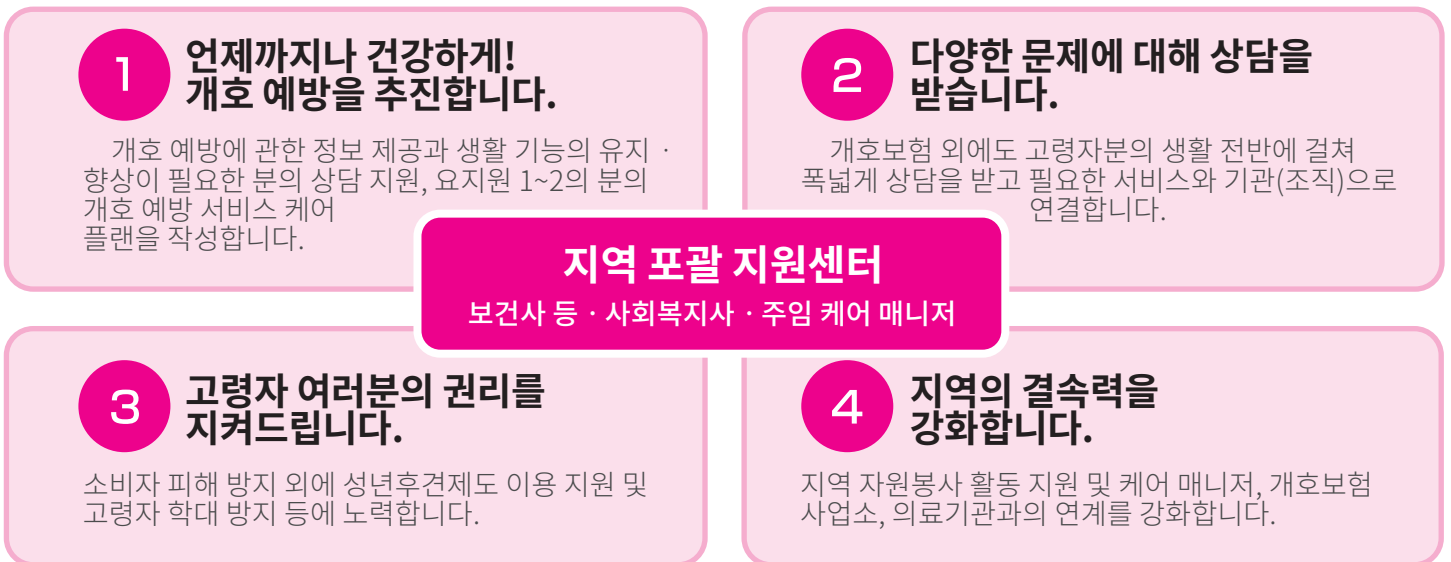 1
언제까지나 건강하게!
개호 예방을 추진합니다.
개호 예방에 관한 정보 제공과 생활 기능의 유지 ·
향상이 필요한 분의 상담 지원, 요지원 1~2의 분의
개호 예방 서비스 케어
플랜을 작성합니다.
2
다양한 문제에 대해 상담을
받습니다.
개호보험 외에도 고령자분의 생활 전반에 걸쳐
폭넓게 상담을 받고 필요한 서비스와 기관(조직)으로
연결합니다.
지역 포괄 지원센터
보건사 등 · 사회복지사 · 주임 케어 매니저
3
고령자 여러분의 권리를
지켜드립니다.
소비자 피해 방지 외에 성년후견제도 이용 지원 및
고령자 학대 방지 등에 노력합니다.
4
지역의 결속력을
강화합니다.
지역 자원봉사 활동 지원 및 케어 매니저, 개호보험
사업소, 의료기관과의 연계를 강화합니다.